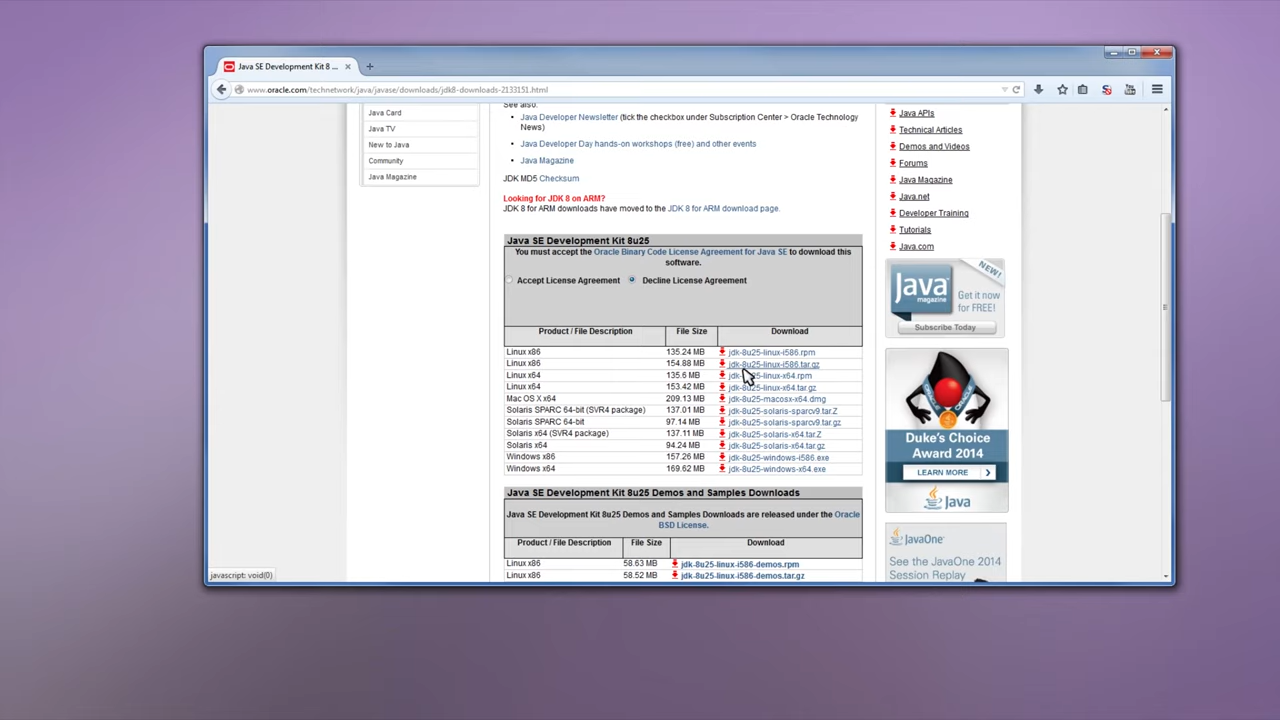 Java SE Development Kit 8 ...
www.oracle.com/technetwork/java/javase/downloads/jdk8-downloads-2133151.html
Java Card
Java TV
New to Java
Community
Java Magazine
See also:
Java Developer Newsletter (tick the checkbox under Subscription Center > Oracle Technology
News)
Java Developer Day hands-on workshops (free) and other events
Java Magazine
JDK MD5 Checksum
Looking for JDK 8 on ARM?
JDK 8 for ARM downloads have moved to the JDK 8 for ARM download page.
Java SE Development Kit 8u25
You must accept the Oracle Binary Code License Agreement for Java SE to download this
software.
Accept License Agreement Decline License Agreement
Product / File Description File Size Download
Linux x86 135.24 MB jdk-8u25-linux-i586.rpm
Linux x86 154.88 MB jdk-8u25-linux-i586.tar.gz
Linux x64 135.6 MB jdk-8u25-linux-x64.rpm
Linux x64 153.42 MB jdk-8u25-linux-x64.tar.gz
Mac OS X x64 209.13 MB jdk-8u25-macosx-x64.dmg
Solaris SPARC 64-bit (SVR4 package) 137.01 MB jdk-8u25-solaris-sparcv9.tar.Z
Solaris SPARC 64-bit 97.14 MB jdk-8u25-solaris-sparcv9.tar.gz
Solaris x64 (SVR4 package) 137.11 MB jdk-8u25-solaris-x64.tar.Z
Solaris x64 94.24 MB jdk-8u25-solaris-x64.tar.gz
Windows x86 157.26 MB jdk-8u25-windows-i586.exe
Windows x64 169.62 MB jdk-8u25-windows-x64.exe
Java SE Development Kit 8u25 Demos and Samples Downloads
Java SE Development Kit 8u25 Demos and Samples Downloads are released under the Oracle
BSD License.
Product / File Description File Size Download
Linux x86 58.63 MB jdk-8u25-linux-i586-demos.rpm
Linux x86 58.52 MB jdk-8u25-linux-i586-demos.tar.gz
Java APIs
Technical Articles
Demos and Videos
Forums
Java Magazine
Java.net
Developer Training
Tutorials
Java.com
NEW!
Java
magazine
Get it now
for FREE!
Subscribe Today
Duke's Choice
Award 2014
LEARN MORE
Java
JavaOne
See the JavaOne 2014
Session Replay
javascript: void(0)